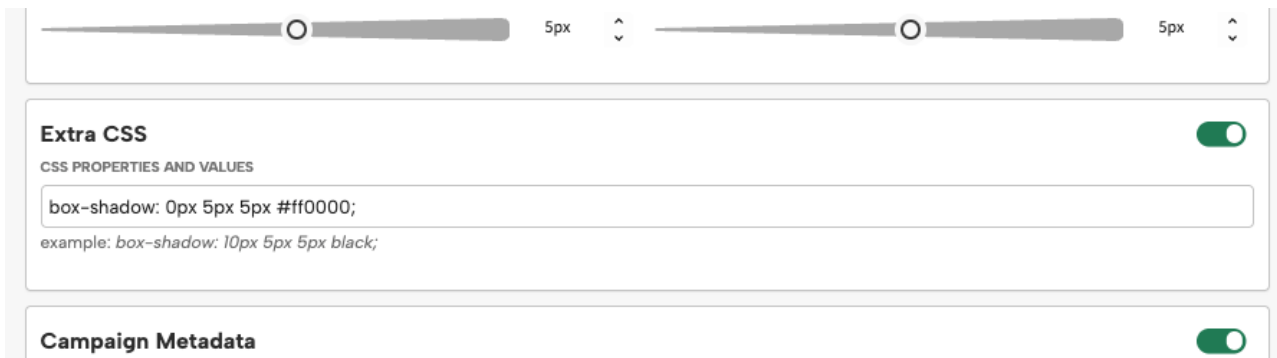 5px 5px
Extra CSS
CSS PROPERTIES AND VALUES
box-shadow: 0px 5px 5px #ff0000;
example: box-shadow: 10px 5px 5px black;
Campaign Metadata